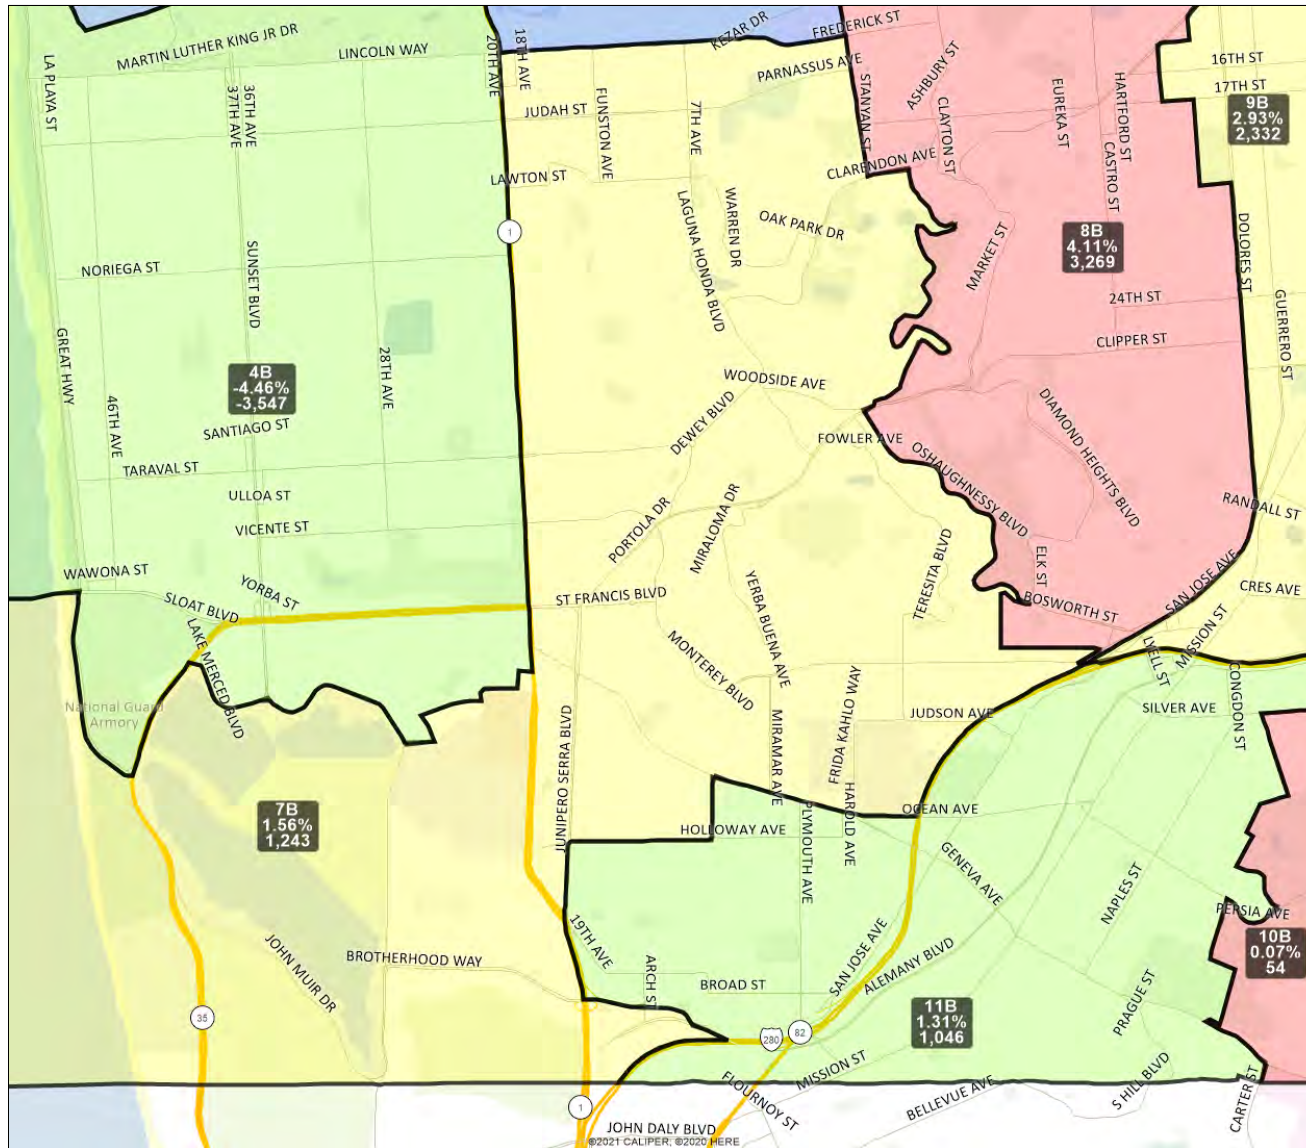 MARTIN LUTHER KING JR DR
LINCOLN WAY
LA PLAYA ST
37TH AVE
36TH AVE
20TH AVE
18TH AVE
KEZAR DR
FREDERICK ST
PARNASSUS AVE
STANYAN ST
ASHBURY ST
CLAYTON ST
EUREKA ST
HARTFORD ST
CASTRO ST
16TH ST
17TH ST
9B
2.93%
2,332
JUDAH ST
FUNSTON AVE
7TH AVE
LAWTON ST
CLARENDON AVE
1
WARREN DR
OAK PARK DR
LAGUNA HONDA BLVD
MARKET ST
8B
4.11%
3,269
DOLORES ST
GUERRERO ST
NORIEGA ST
SUNSET BLVD
GREAT HWY
28TH AVE
24TH ST
CLIPPER ST
4B
-4.46%
-3,547
46TH AVE
SANTIAGO ST
TARAVAL ST
ULLOA ST
VICENTE ST
WOODSIDE AVE
DEWEY BLVD
FOWLER AVE
OSHAUGHNESSY BLVD
DIAMOND HEIGHTS BLVD
RANDALL ST
PORTOLA DR
MIRALOMA DR
TERESITA BLVD
ELK ST
BOSWORTH ST
SAN JOSE AVE
CRES AVE
WAWONA ST
SLOAT BLVD
YORBA ST
ST FRANCIS BLVD
YERBA BUENA AVE
MONTEREY BLVD
LAKE MERCED BLVD
National Guard
Armory
LYELL ST
MISSION ST
CONGDON ST
SILVER AVE
JUDSON AVE
FRIDA KAHLO WAY
MIRAMAR AVE
JUNIPERO SERRA BLVD
7B
1.56%
1,243
HOLLOWAY AVE
PLYMOUTH AVE
HAROLD AVE
OCEAN AVE
GENEVA AVE
NAPLES ST
PERSIA AVE
10B
0.07%
54
19TH AVE
BROTHERHOOD WAY
JOHN MUIR DR
ARCH ST
BROAD ST
SAN JOSE AVE
ALEMANY BLVD
11B
1.31%
1,046
PRAGUE ST
35
280
82
MISSION ST
FLOURNOY ST
BELLEVUE AVE
S HILL BLVD
CARTER ST
1
JOHN DALY BLVD
©2021 CALIPER, ©2020 HERE